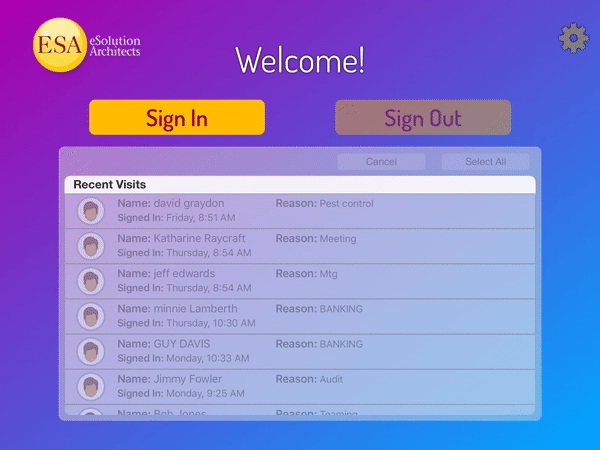 ESA eSolution
Architects
Welcome!
Sign In
Sign Out
Cancel
Select All
Recent Visits
Name: david graydon
Reason: Pest control
Signed In: Friday, 8:51 AM
Name: Katharine Raycraft
Reason: Meeting
Signed In: Thursday, 8:54 AM
Name: jeff edwards
Reason: Mtg
Signed In: Thursday, 8:54 AM
Name: minnie Lamberth
Reason: BANKING
Signed In: Thursday, 10:30 AM
Name: GUY DAVIS
Reason: BANKING
Signed In: Monday, 10:33 AM
Name: Jimmy Fowler
Reason: Audit
Signed In: Monday, 9:25 AM
Name: Bob Jones
Reason: Teaming